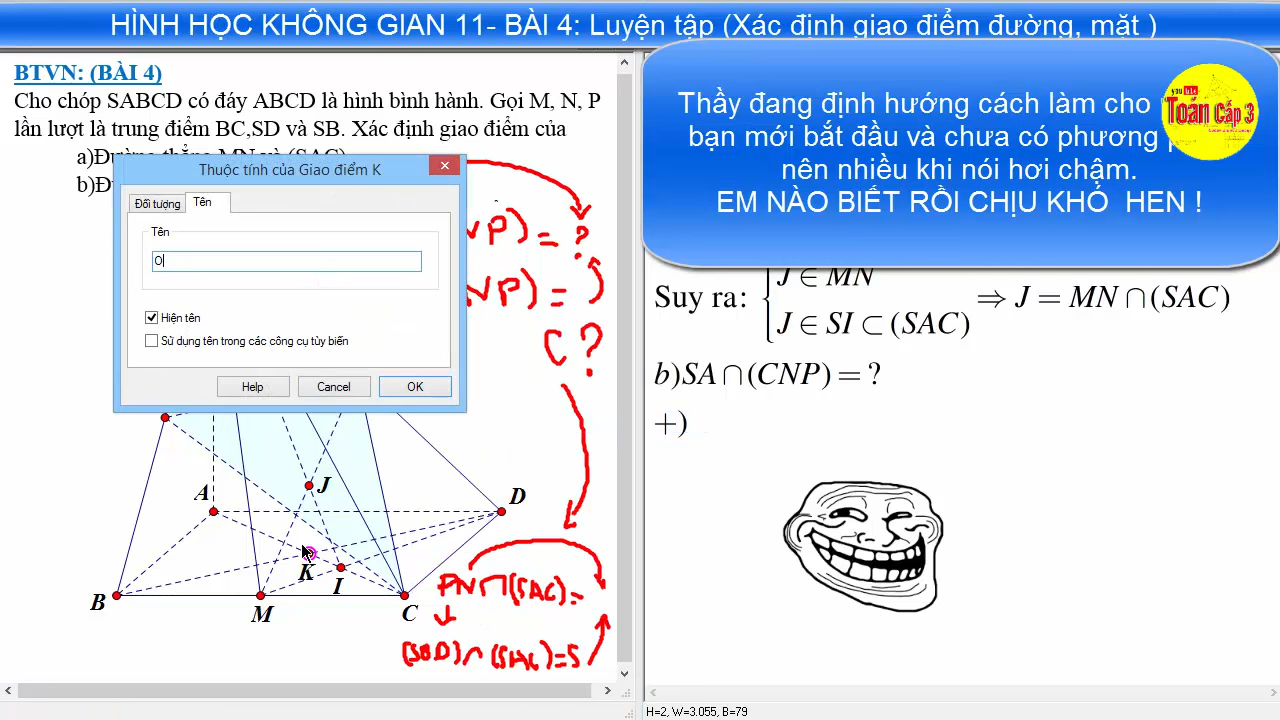 HÌNH HỌC KHÔNG GIAN 11- BÀI 4: Luyện tập (Xác định giao điểm đường, mặt )
BTVN: (BÀI 4)
Cho chóp SABCD có đáy ABCD là hình bình hành. Gọi M, N, P
lần lượt là trung điểm BC,SD và SB. Xác định giao điểm của
a)Đường thẳng MN và (SAC)
b)Đ
Thuộc tính của Giao điểm K
Đối tượng
Tên
Tên
O
Hiện tên
Sử dụng tên trong các công cụ tùy biến
Help
Cancel
OK
NP) = ?
NP) =
C ?
A
J
D
K
I
B
M
C
PN∩(SAC)=
(SBD)∩(SAC)=S
Thầy đang định hướng cách làm cho
bạn mới bắt đầu và chưa có phương
nên nhiều khi nói hơi chậm.
EM NÀO BIẾT RỒI CHỊU KHÓ HEN !
you
Toán Cấp 3
Suy ra: { J ∈ MN
J ∈ SI ⊂ (SAC)
⇒ J = MN ∩ (SAC)
b)SA ∩ (CNP) = ?
+)
H=2, W=3.055, B=79